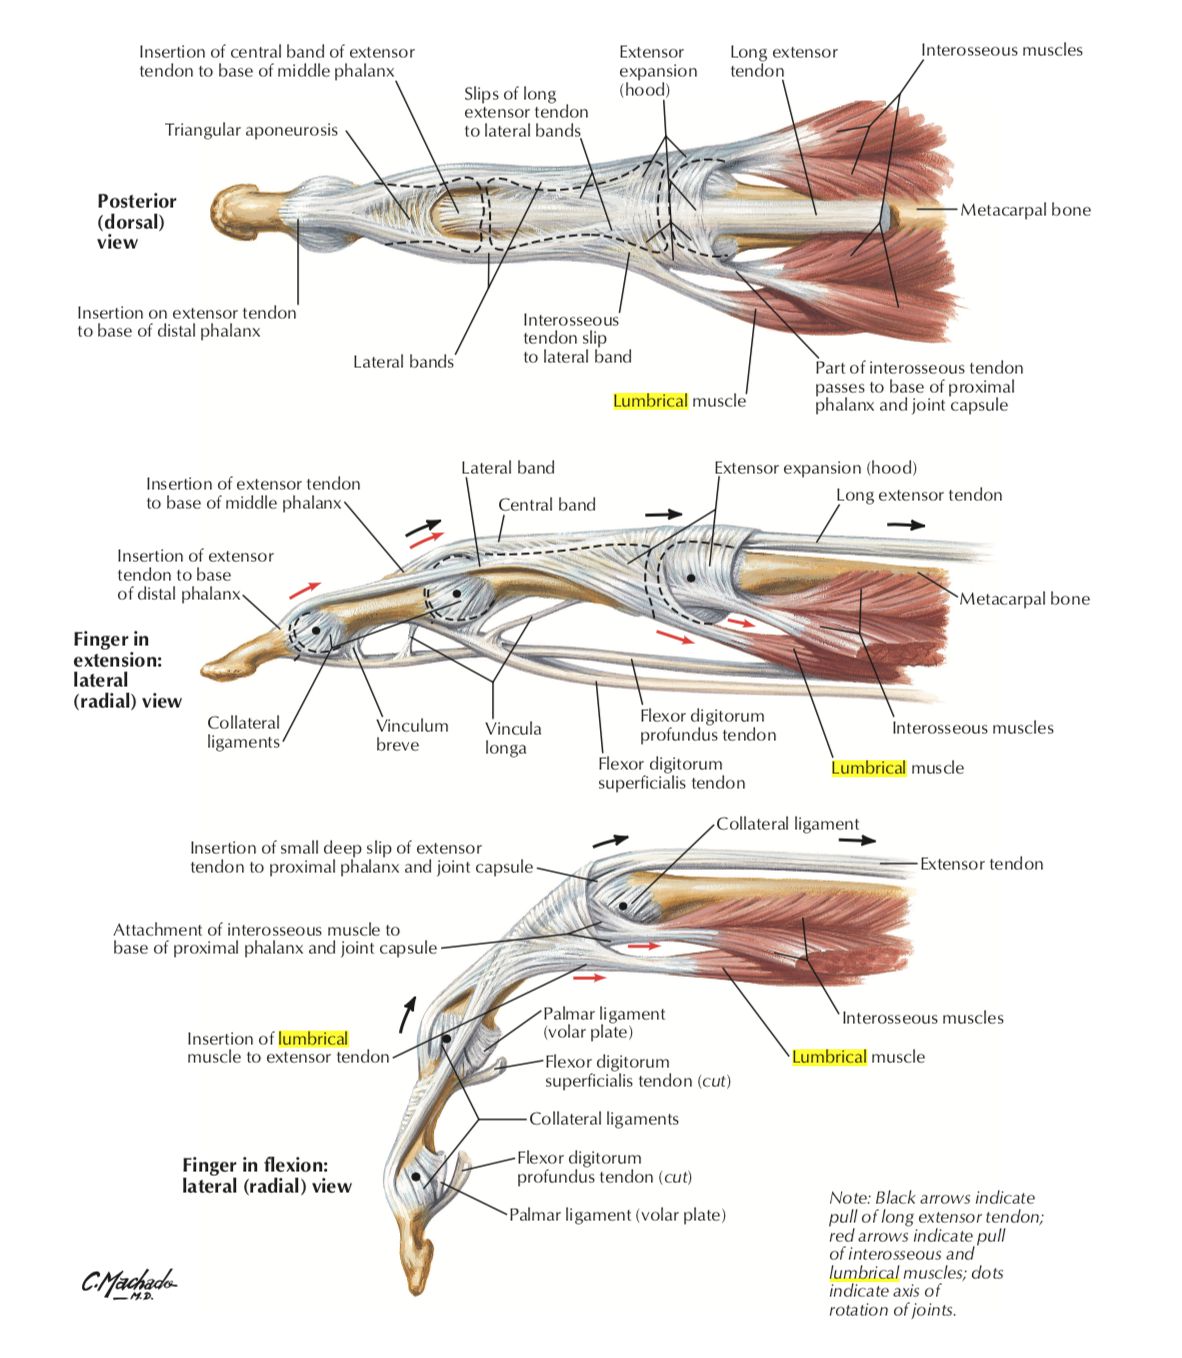 Insertion of central band of extensor
tendon to base of middle phalanx
Extensor
expansion
(hood)
Long extensor
tendon
Interosseous muscles
Slips of long
extensor tendon
to lateral bands
Triangular aponeurosis
Posterior
(dorsal)
view
Metacarpal bone
Insertion on extensor tendon
to base of distal phalanx
Lateral bands
Interosseous
tendon slip
to lateral band
Lumbrical muscle
Part of interosseous tendon
passes to base of proximal
phalanx and joint capsule
Lateral band
Extensor expansion (hood)
Insertion of extensor tendon
to base of middle phalanx
Central band
Long extensor tendon
Insertion of extensor
tendon to base
of distal phalanx
Metacarpal bone
Finger in
extension:
lateral
(radial) view
Collateral
ligaments
Vinculum
breve
Vincula
longa
Flexor digitorum
profundus tendon
Flexor digitorum
superficialis tendon
Interosseous muscles
Lumbrical muscle
Collateral ligament
Insertion of small deep slip of extensor
tendon to proximal phalanx and joint capsule
Extensor tendon
Attachment of interosseous muscle to
base of proximal phalanx and joint capsule
Insertion of lumbrical
muscle to extensor tendon
Palmar ligament
(volar plate)
Interosseous muscles
Lumbrical muscle
Flexor digitorum
superficialis tendon (cut)
Collateral ligaments
Finger in flexion:
lateral (radial) view
Flexor digitorum
profundus tendon (cut)
Palmar ligament (volar plate)
Note: Black arrows indicate
pull of long extensor tendon;
red arrows indicate pull
of interosseous and
lumbrical muscles; dots
indicate axis of
rotation of joints.
C.Machado
M.D.